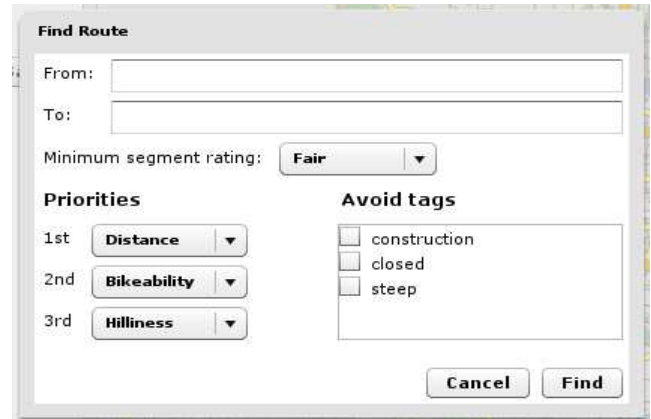 Find Route
From:
To:
Minimum segment rating: Fair
Priorities
1st Distance
2nd Bikeability
3rd Hilliness
Avoid tags
construction
closed
steep
Cancel Find